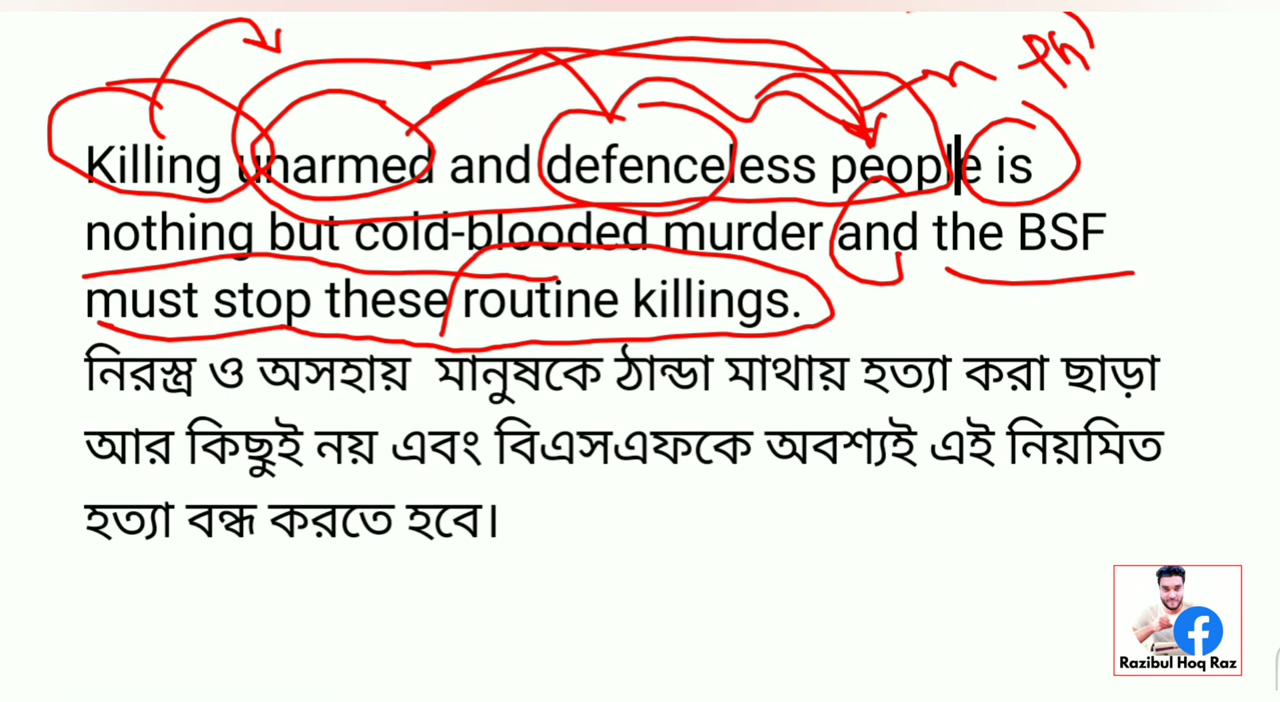 Ph
Killing unarmed and defenceless people is
nothing but cold-blooded murder and the BSF
must stop these routine killings.
নিরস্ত্র ও অসহায় মানুষকে ঠান্ডা মাথায় হত্যা করা ছাড়া
আর কিছুই নয় এবং বিএসএফকে অবশ্যই এই নিয়মিত
হত্যা বন্ধ করতে হবে।
Razibul Hoq Raz